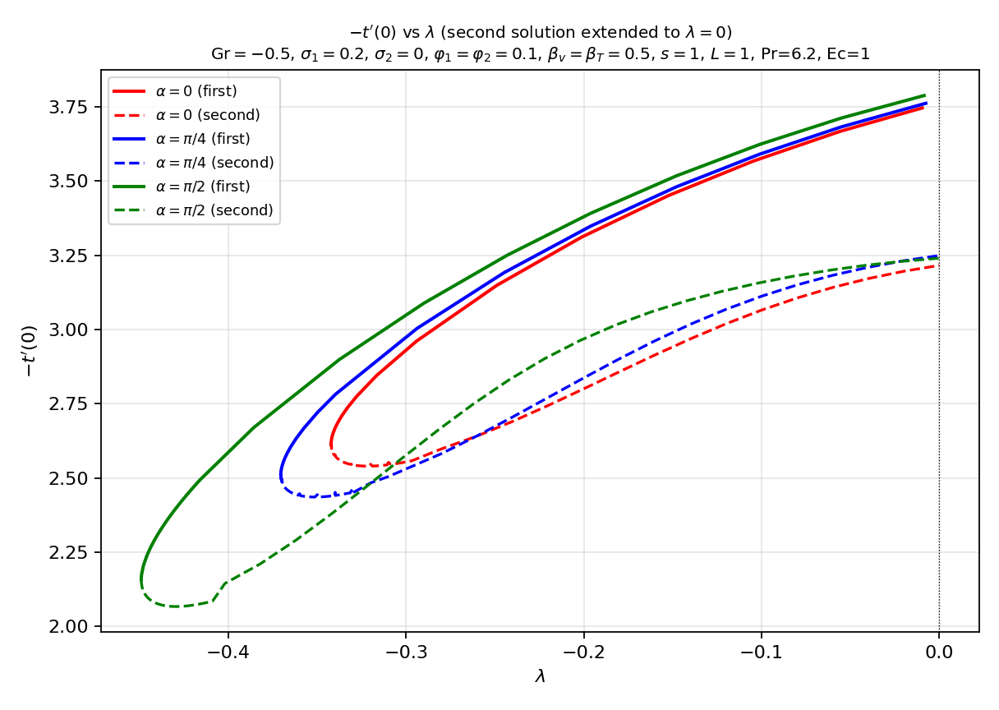 −t′(0) vs λ (second solution extended to λ = 0)
Gr = −0.5, σ₁ = 0.2, σ₂ = 0, φ₁ = φ₂ = 0.1, βᵥ = β_T = 0.5, s = 1, L = 1, Pr=6.2, Ec=1
α = 0 (first)
α = 0 (second)
α = π/4 (first)
α = π/4 (second)
α = π/2 (first)
α = π/2 (second)
−t′(0)
3.75
3.50
3.25
3.00
2.75
2.50
2.25
2.00
−0.4 −0.3 −0.2 −0.1 0.0
λ